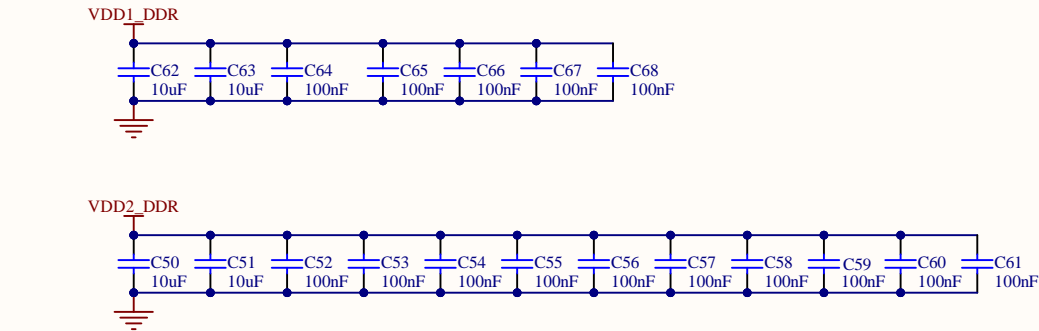 VDD1_DDR
C62 C63 C64 C65 C66 C67 C68
10uF 10uF 100nF 100nF 100nF 100nF 100nF
VDD2_DDR
C50 C51 C52 C53 C54 C55 C56 C57 C58 C59 C60 C61
10uF 10uF 100nF 100nF 100nF 100nF 100nF 100nF 100nF 100nF 100nF 100nF